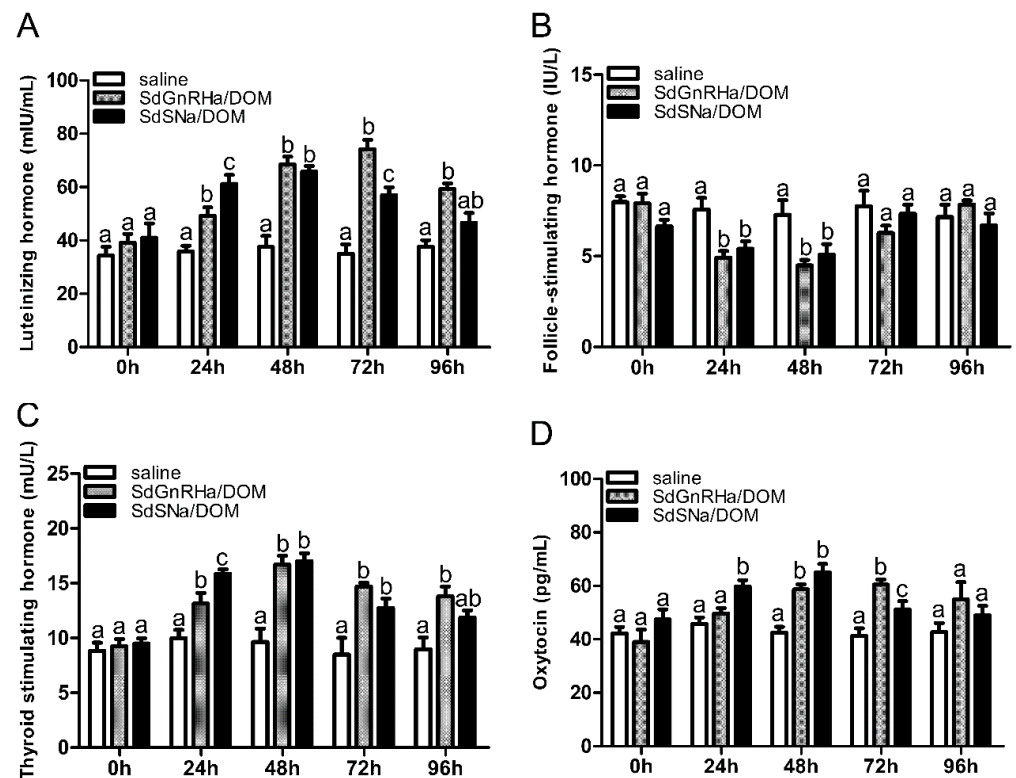 A
Luteinizing hormone (mIU/mL)
100
80
60
40
20
0
saline
SdGnRHa/DOM
SdSNa/DOM
a a a
a b c
a b b
a b c
a b ab
0h 24h 48h 72h 96h
B
Follicle-stimulating hormone (IU/L)
15
10
5
0
saline
SdGnRHa/DOM
SdSNa/DOM
a a a
a b b
a b b
a a a
a a a
0h 24h 48h 72h 96h
C
Thyroid stimulating hormone (mU/L)
25
20
15
10
5
0
saline
SdGnRHa/DOM
SdSNa/DOM
a a a
a b c
a b b
a b b
a b ab
0h 24h 48h 72h 96h
D
Oxytocin (pg/mL)
100
80
60
40
20
0
saline
SdGnRHa/DOM
SdSNa/DOM
a a a
a a b
a b b
a b c
a a a
0h 24h 48h 72h 96h